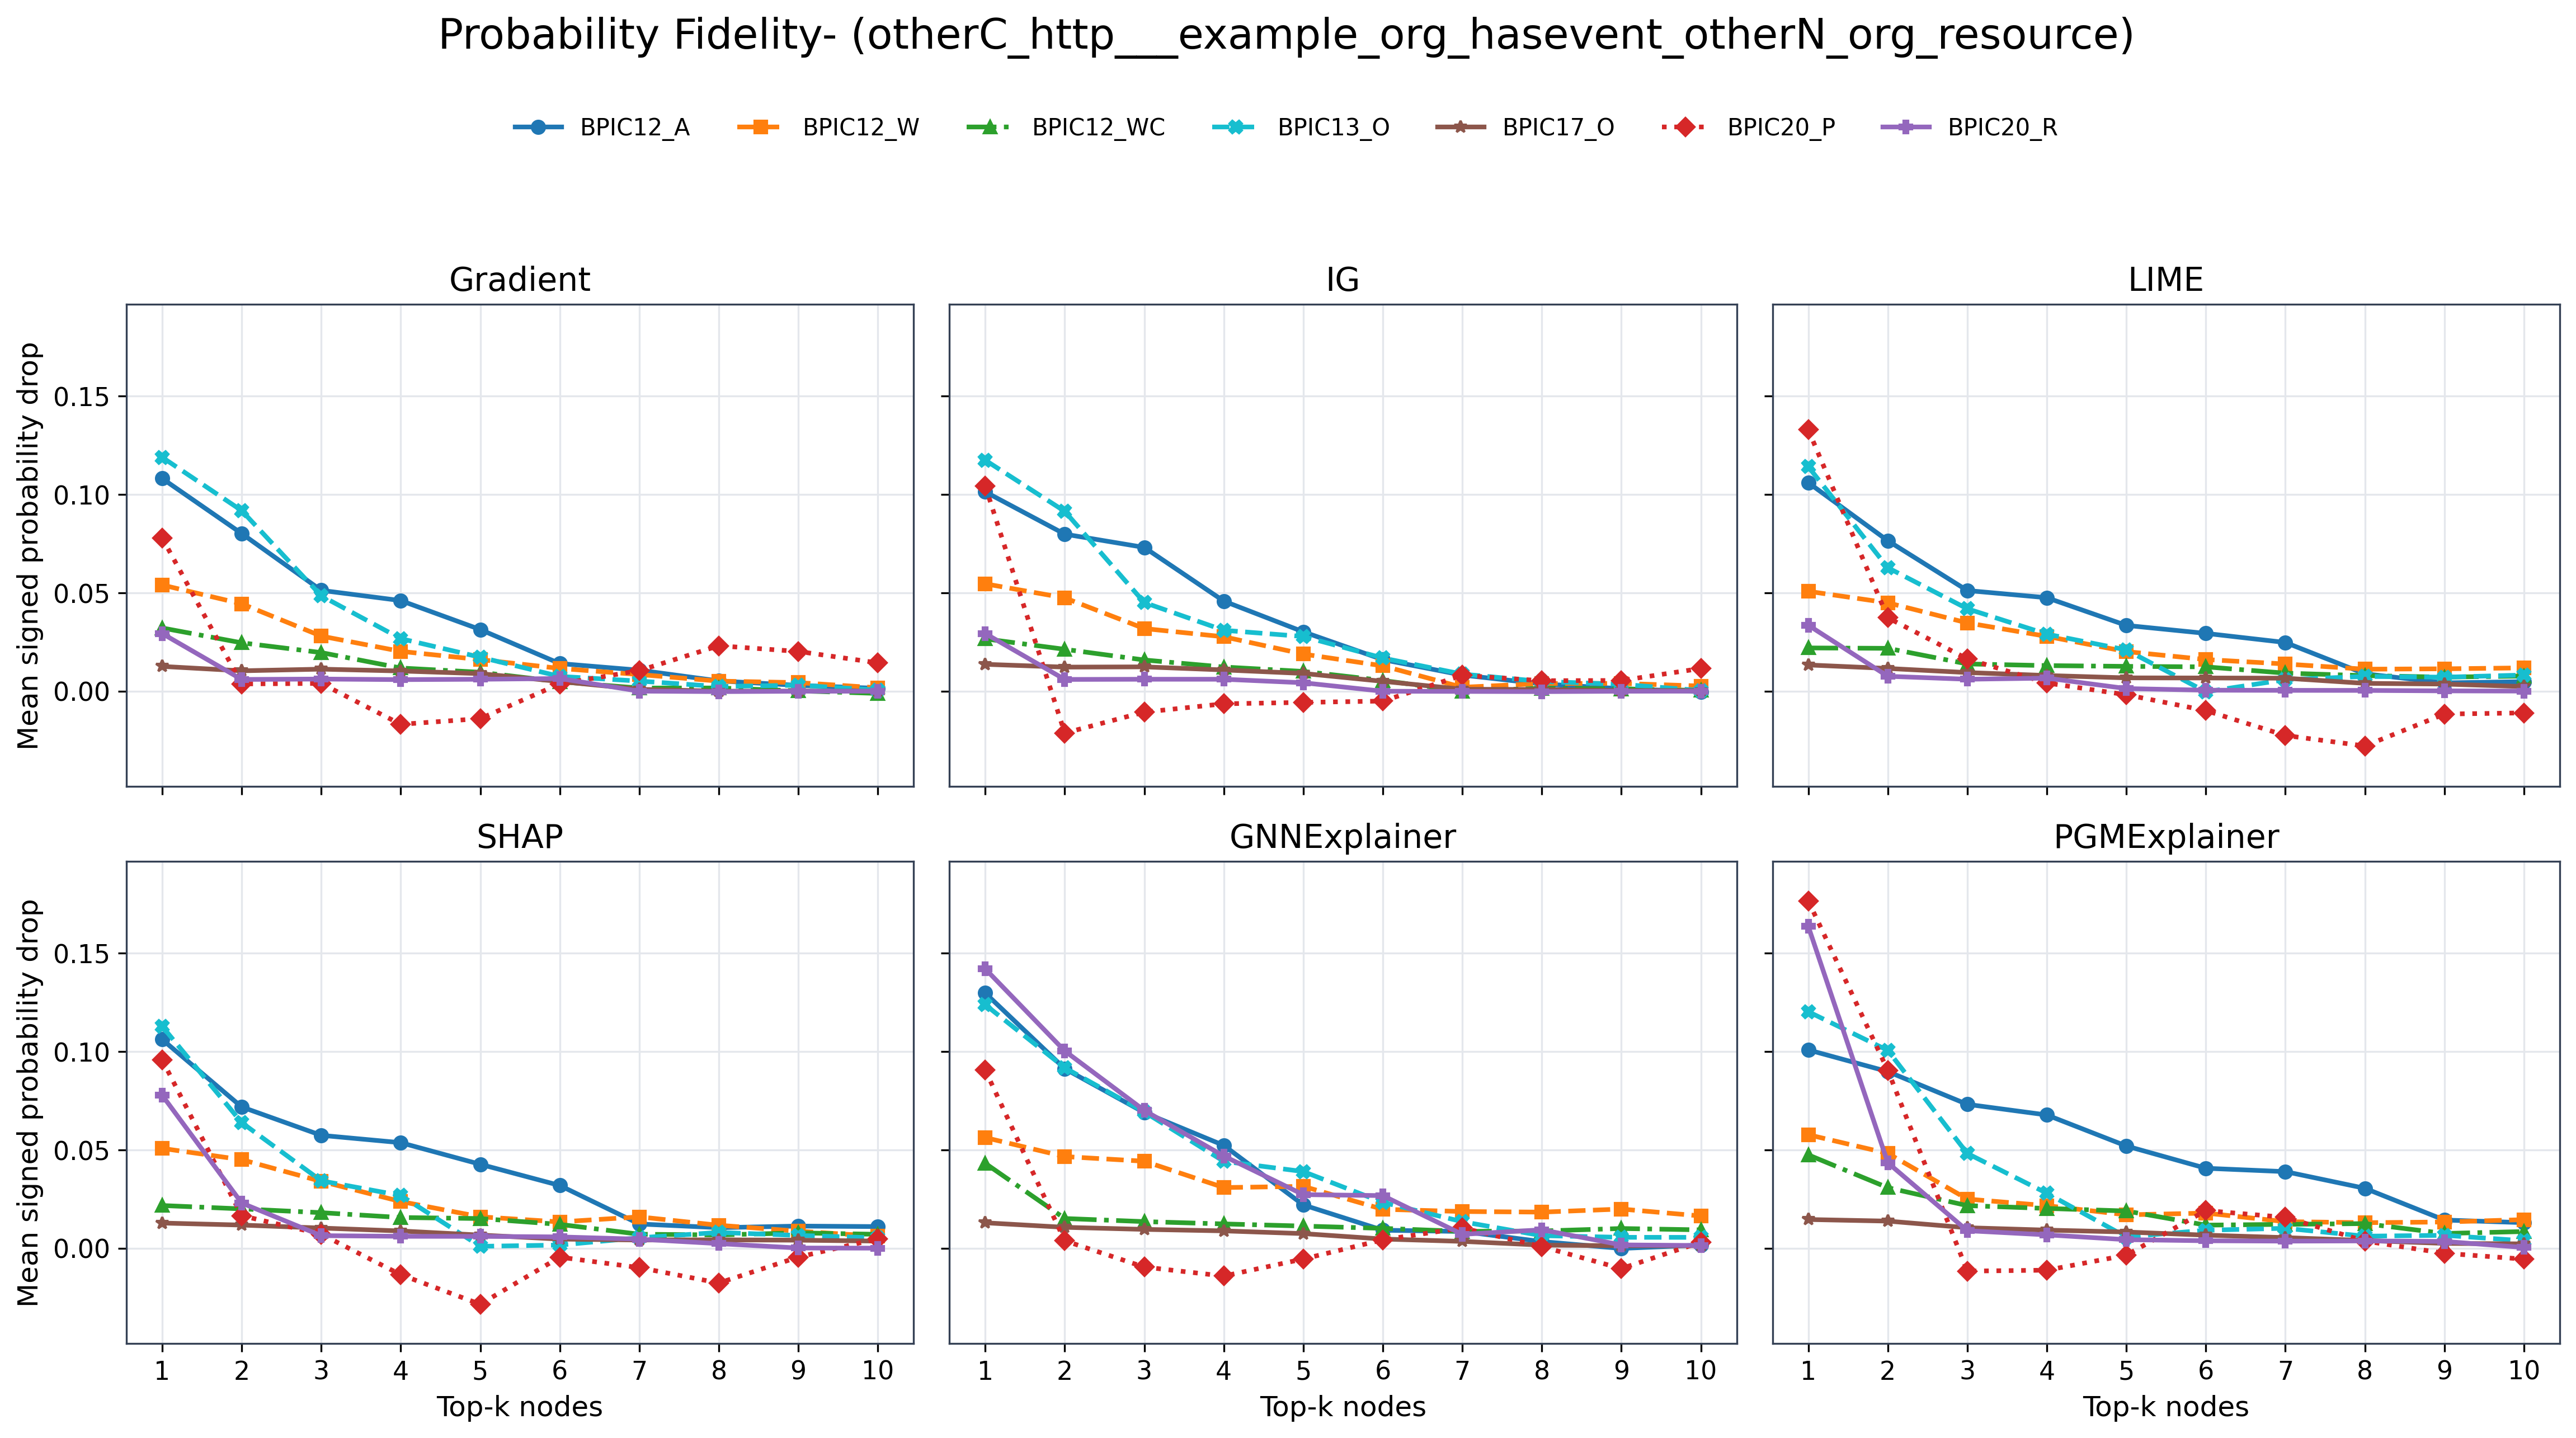 Probability Fidelity- (otherC_http___example_org_hasevent_otherN_org_resource)
BPIC12_A BPIC12_W BPIC12_WC BPIC13_O BPIC17_O BPIC20_P BPIC20_R
Gradient IG LIME
Mean signed probability drop
0.15
0.10
0.05
0.00
SHAP GNNExplainer PGMExplainer
Mean signed probability drop
0.15
0.10
0.05
0.00
1 2 3 4 5 6 7 8 9 10 1 2 3 4 5 6 7 8 9 10 1 2 3 4 5 6 7 8 9 10
Top-k nodes Top-k nodes Top-k nodes